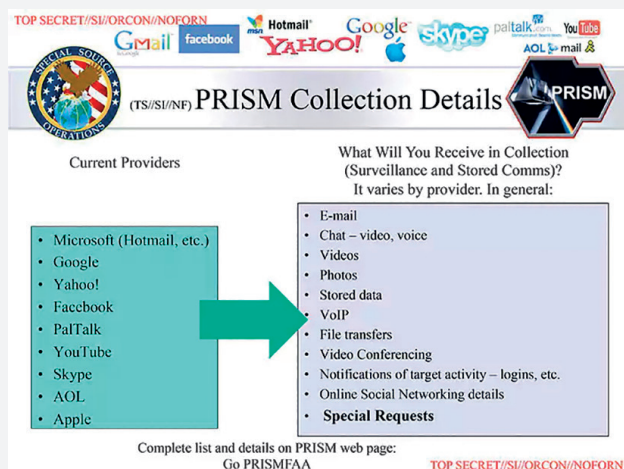 TOP SECRET//SI//ORCON//NOFORN
Gmail
facebook
msn
Hotmail
YAHOO!
Google
skype
paltalk.com
YouTube
AOL mail
SPECIAL SOURCE
OPERATIONS
(TS//SI//NF) PRISM Collection Details
PRISM
Current Providers
What Will You Receive in Collection
(Surveillance and Stored Comms)?
It varies by provider. In general:
• Microsoft (Hotmail, etc.)
• Google
• Yahoo!
• Facebook
• PalTalk
• YouTube
• Skype
• AOL
• Apple
• E-mail
• Chat – video, voice
• Videos
• Photos
• Stored data
• VoIP
• File transfers
• Video Conferencing
• Notifications of target activity – logins, etc.
• Online Social Networking details
• Special Requests
Complete list and details on PRISM web page:
Go PRISMFAA
TOP SECRET//SI//ORCON//NOFORN